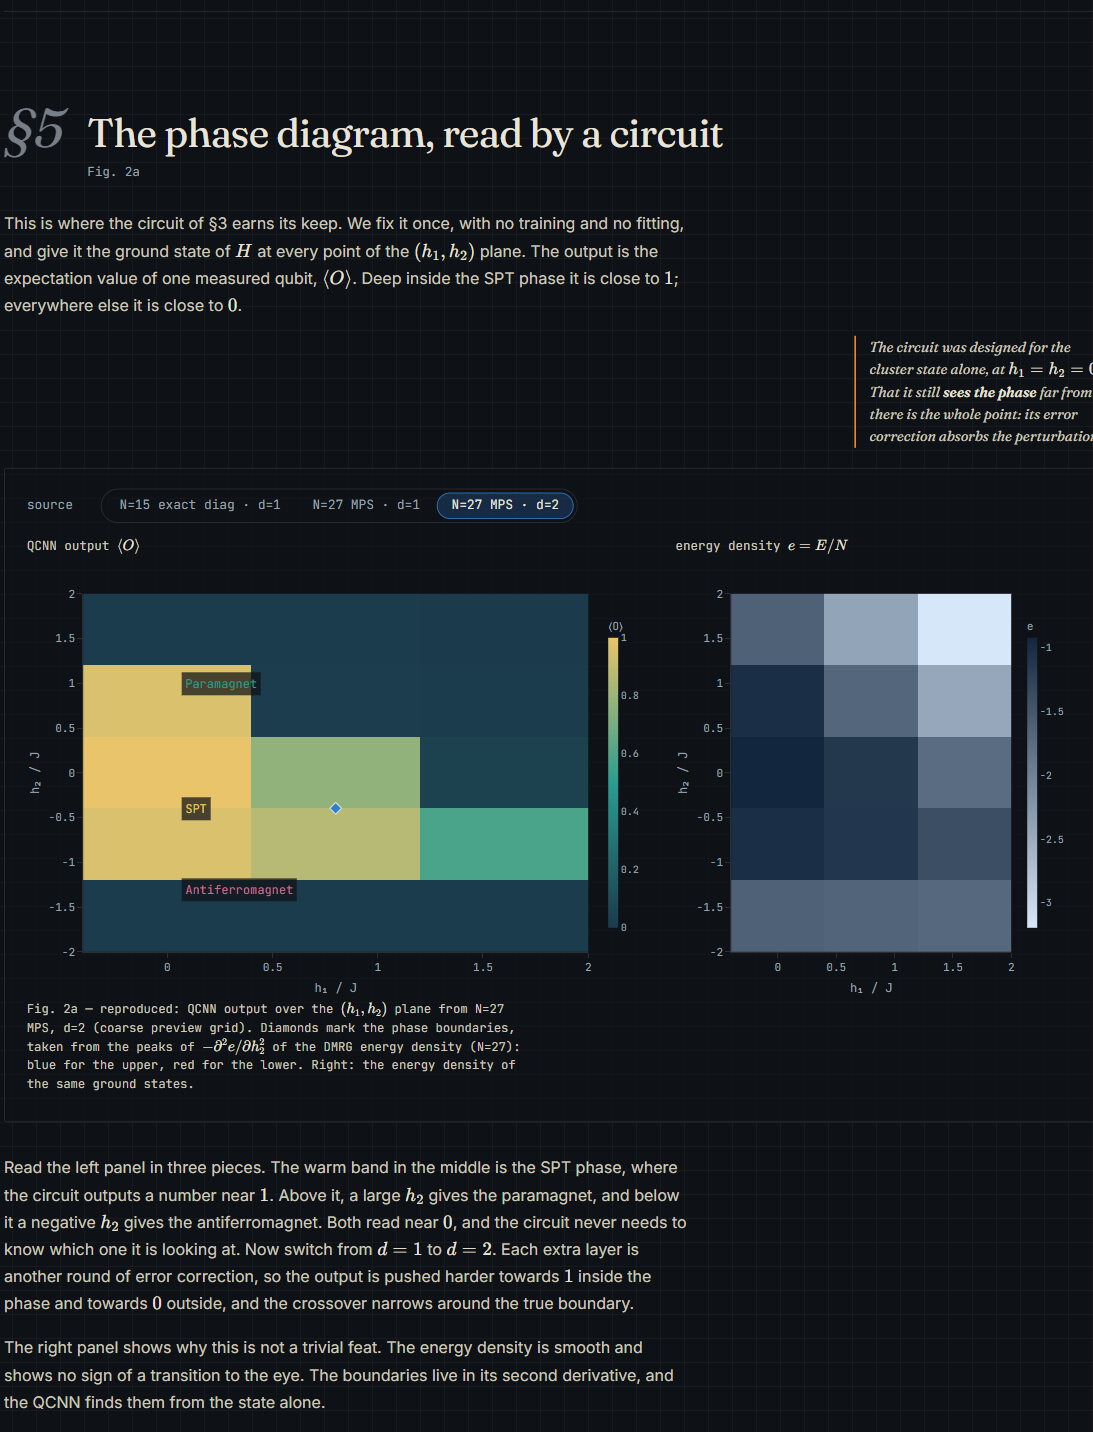 §5 The phase diagram, read by a circuit
Fig. 2a
This is where the circuit of §3 earns its keep. We fix it once, with no training and no fitting,
and give it the ground state of H at every point of the (h₁, h₂) plane. The output is the
expectation value of one measured qubit, ⟨O⟩. Deep inside the SPT phase it is close to 1;
everywhere else it is close to 0.
The circuit was designed for the
cluster state alone, at h₁ = h₂ = 0
That it still sees the phase far from
there is the whole point: its error
correction absorbs the perturbation
source
N=15 exact diag · d=1
N=27 MPS · d=1
N=27 MPS · d=2
QCNN output ⟨O⟩
2
1.5
1
0.5
0
-0.5
-1
-1.5
-2
h₂ / J
Paramagnet
SPT
Antiferromagnet
0
0.5
1
1.5
2
h₁ / J
⟨O⟩
1
0.8
0.6
0.4
0.2
0
energy density e = E/N
2
1.5
1
0.5
0
-0.5
-1
-1.5
-2
h₂ / J
0
0.5
1
1.5
2
h₁ / J
e
-1
-1.5
-2
-2.5
-3
Fig. 2a — reproduced: QCNN output over the (h₁, h₂) plane from N=27
MPS, d=2 (coarse preview grid). Diamonds mark the phase boundaries,
taken from the peaks of −∂²e/∂h₂² of the DMRG energy density (N=27):
blue for the upper, red for the lower. Right: the energy density of
the same ground states.
Read the left panel in three pieces. The warm band in the middle is the SPT phase, where
the circuit outputs a number near 1. Above it, a large h₂ gives the paramagnet, and below
it a negative h₂ gives the antiferromagnet. Both read near 0, and the circuit never needs to
know which one it is looking at. Now switch from d = 1 to d = 2. Each extra layer is
another round of error correction, so the output is pushed harder towards 1 inside the
phase and towards 0 outside, and the crossover narrows around the true boundary.
The right panel shows why this is not a trivial feat. The energy density is smooth and
shows no sign of a transition to the eye. The boundaries live in its second derivative, and
the QCNN finds them from the state alone.